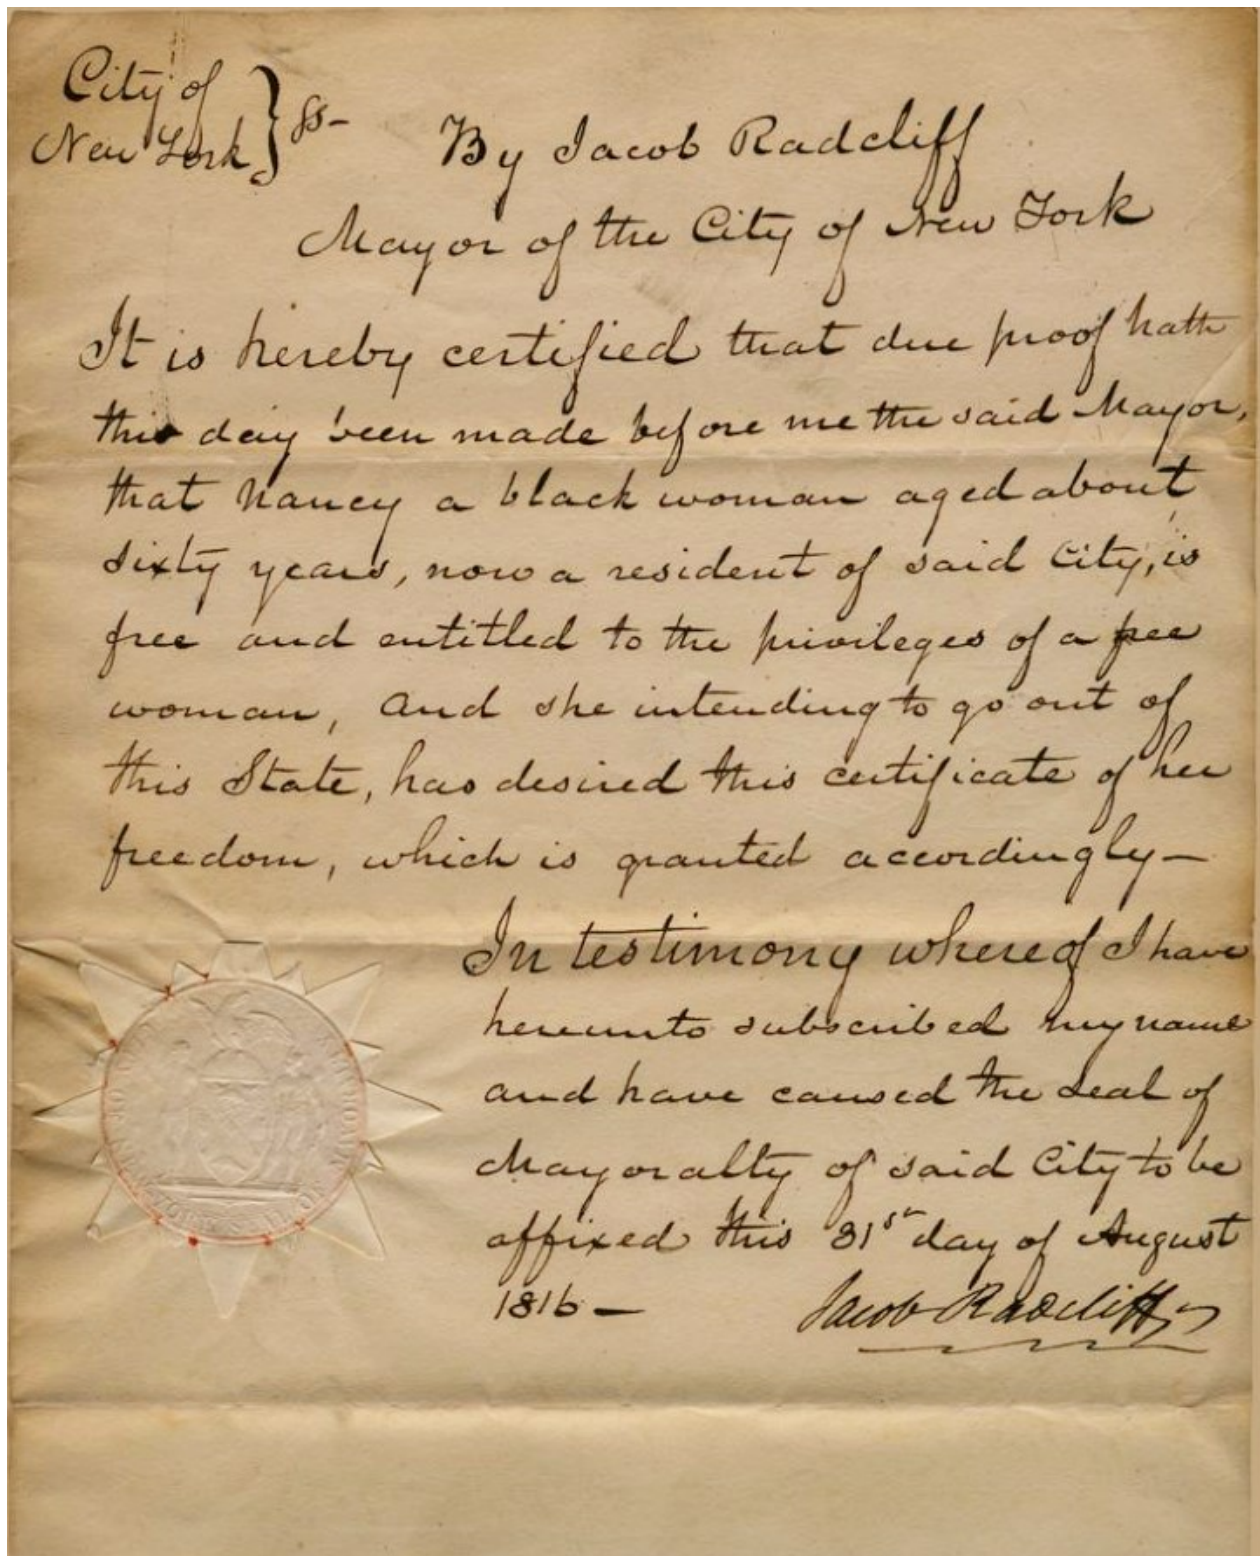 City of
New York } ss-
By Jacob Radcliff
Mayor of the City of New York
It is hereby certified that due proof hath
this day been made before me the said Mayor,
that Nancy a black woman aged about
sixty years, now a resident of said City, is
free and entitled to the privileges of a free
woman, and she intending to go out of
this State, has desired this certificate of her
freedom, which is granted accordingly-
In testimony whereof I have
hereunto subscribed my name
and have caused the Seal of
Mayoralty of said City to be
affixed this 31st day of August
1816-
Jacob Radcliff